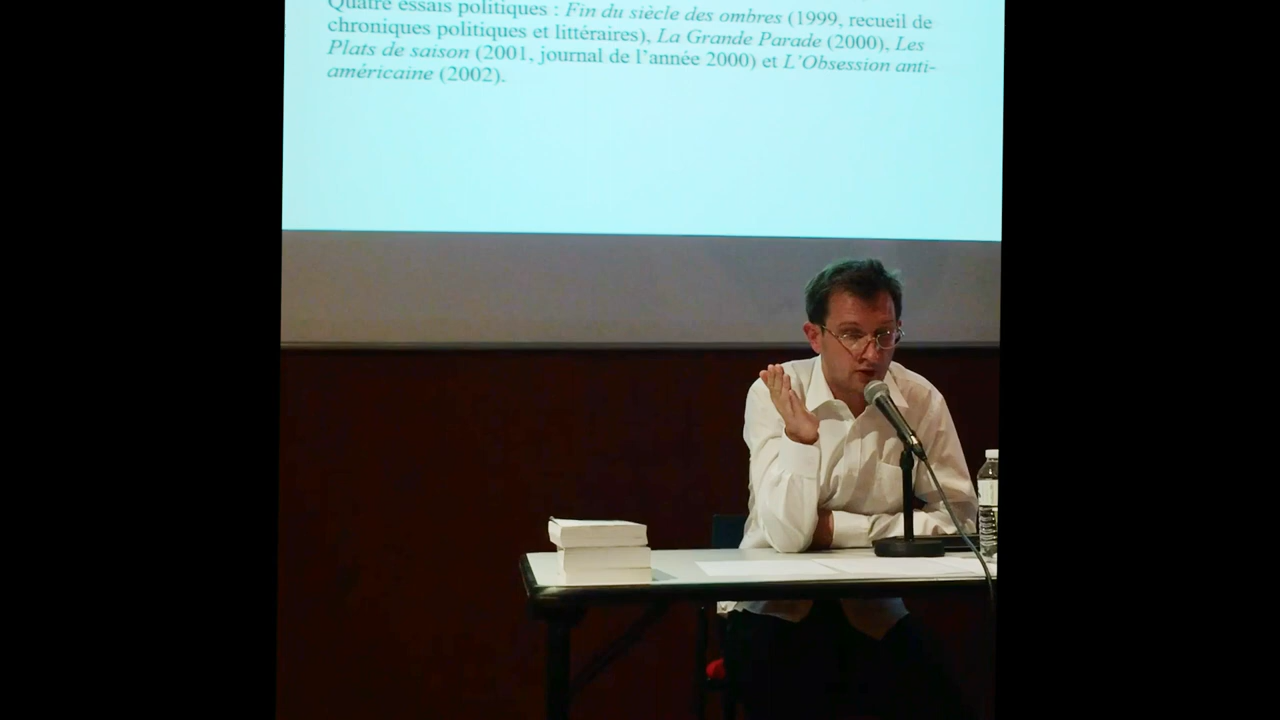 Quatre essais politiques : Fin du siècle des ombres (1999, recueil de
chroniques politiques et littéraires), La Grande Parade (2000), Les
Plats de saison (2001, journal de l'année 2000) et L'Obsession anti-
américaine (2002).